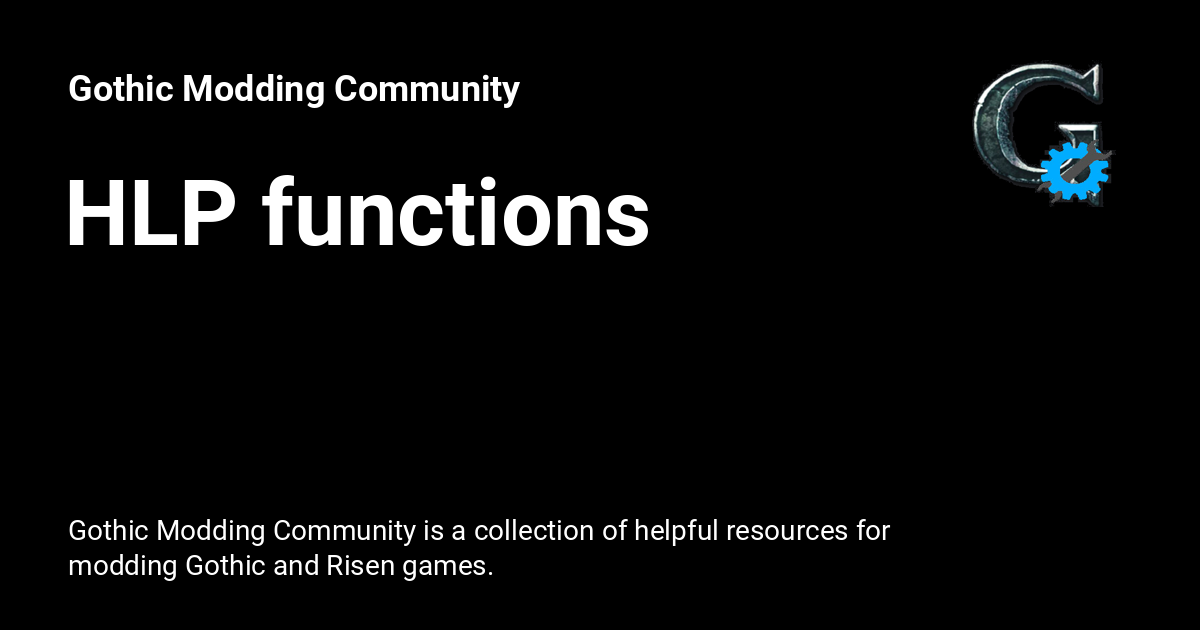 Gothic Modding Community
HLP functions
Gothic Modding Community is a collection of helpful resources for
modding Gothic and Risen games.
G